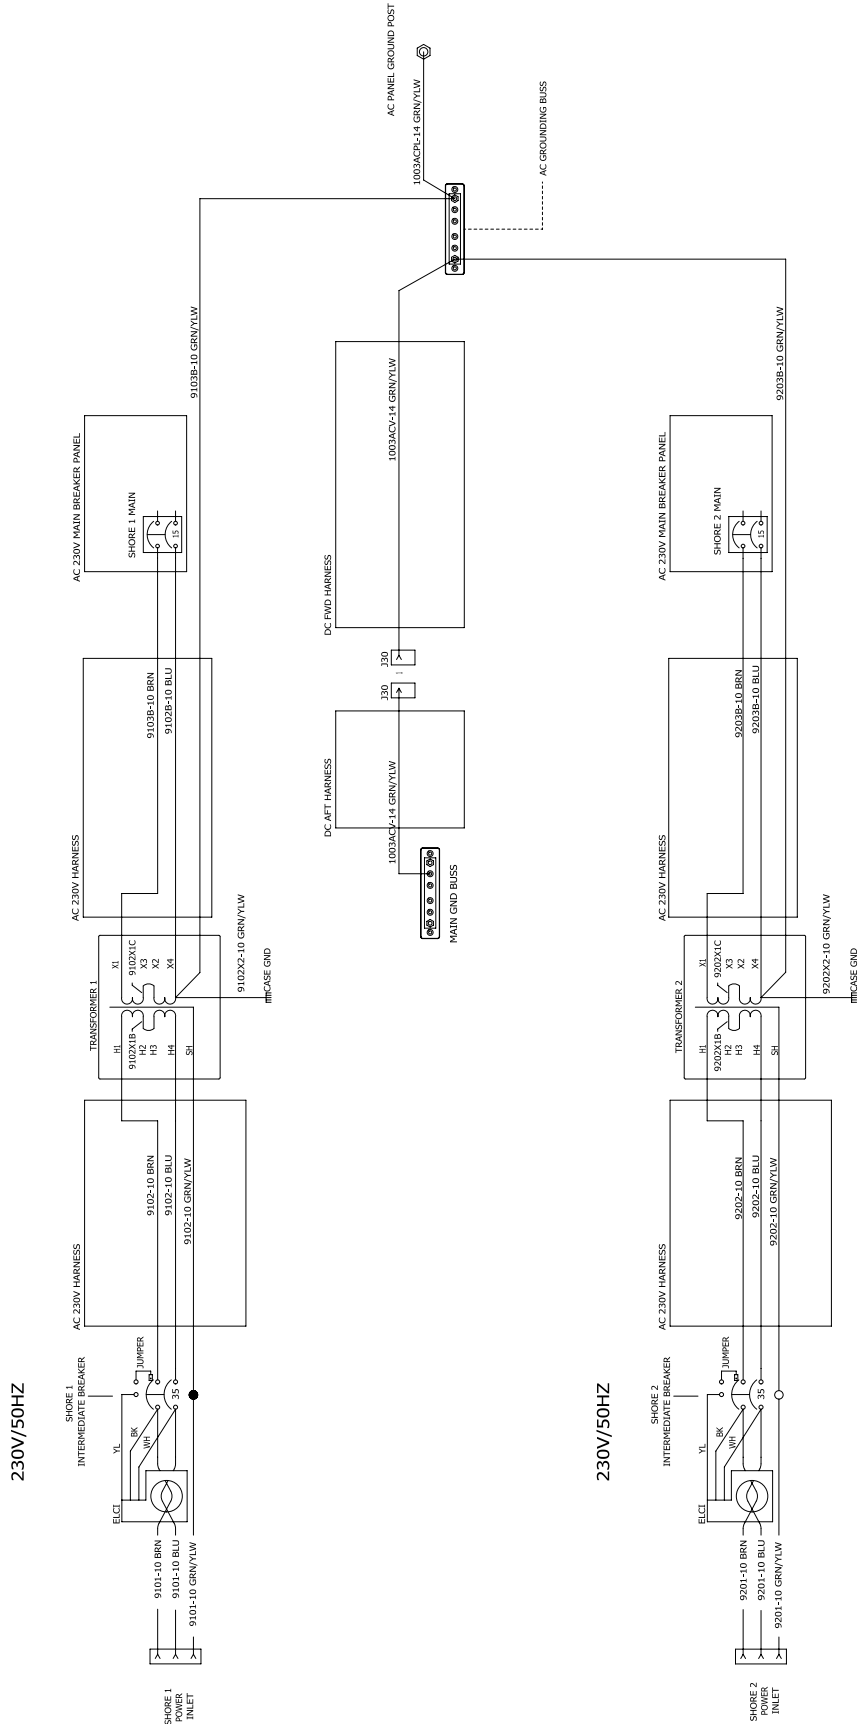 230V/50HZ
SHORE 1
POWER
INLET
9101-10 BRN
9101-10 BLU
9101-10 GRN/YLW
ELCI
YL
BK
WH
SHORE 1
INTERMEDIATE BREAKER
JUMPER
35
AC 230V HARNESS
9102-10 BRN
9102-10 BLU
9102-10 GRN/YLW
TRANSFORMER 1
H1
9102X1B
H2
H3
H4
SH
X1
9102X1C
X3
X2
X4
9102X2-10 GRN/YLW
CASE GND
AC 230V HARNESS
9103B-10 BRN
9102B-10 BLU
AC 230V MAIN BREAKER PANEL
SHORE 1 MAIN
15
9103B-10 GRN/YLW
MAIN GND BUSS
DC AFT HARNESS
1003ACV-14 GRN/YLW
J30
1
J30
DC FWD HARNESS
1003ACV-14 GRN/YLW
1003ACPL-14 GRN/YLW
AC PANEL GROUND POST
AC GROUNDING BUSS
230V/50HZ
SHORE 2
POWER
INLET
9201-10 BRN
9201-10 BLU
9201-10 GRN/YLW
ELCI
YL
BK
WH
SHORE 2
INTERMEDIATE BREAKER
JUMPER
35
AC 230V HARNESS
9202-10 BRN
9202-10 BLU
9202-10 GRN/YLW
TRANSFORMER 2
H1
9202X1B
H2
H3
H4
SH
X1
9202X1C
X3
X2
X4
9202X2-10 GRN/YLW
CASE GND
AC 230V HARNESS
9203B-10 BRN
9203B-10 BLU
AC 230V MAIN BREAKER PANEL
SHORE 2 MAIN
15
9203B-10 GRN/YLW